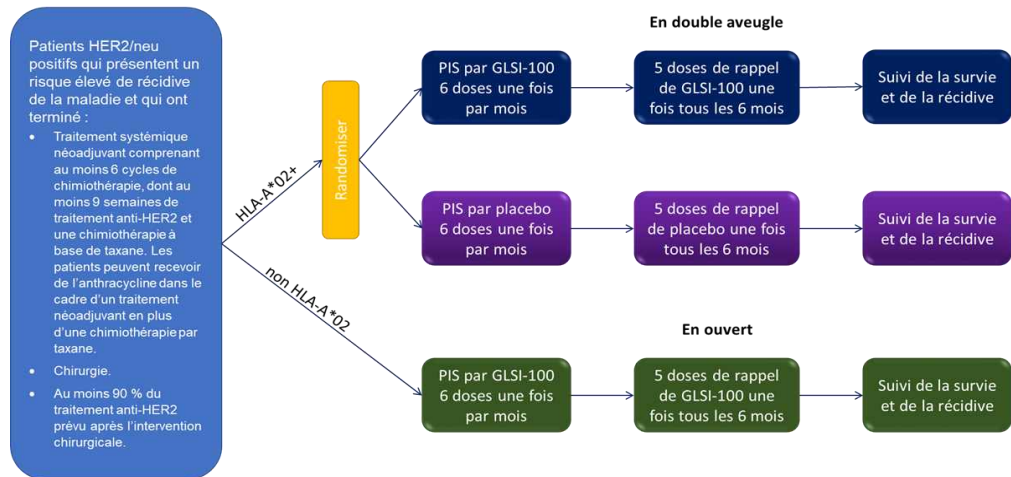 Patients HER2/neu
positifs qui présentent un
risque élevé de récidive
de la maladie et qui ont
terminé :
• Traitement systémique
néoadjuvant comprenant
au moins 6 cycles de
chimiothérapie, dont au
moins 9 semaines de
traitement anti-HER2 et
une chimiothérapie à
base de taxane. Les
patients peuvent recevoir
de l'anthracycline dans le
cadre d'un traitement
néoadjuvant en plus
d'une chimiothérapie par
taxane.
• Chirurgie.
• Au moins 90 % du
traitement anti-HER2
prévu après l'intervention
chirurgicale.
HLA-A*02+
non HLA-A*02
Randomiser
En double aveugle
PIS par GLSI-100
6 doses une fois
par mois
5 doses de rappel
de GLSI-100 une
fois tous les 6 mois
Suivi de la survie
et de la récidive
PIS par placebo
6 doses une fois
par mois
5 doses de rappel
de placebo une fois
tous les 6 mois
Suivi de la survie
et de la récidive
En ouvert
PIS par GLSI-100
6 doses une fois
par mois
5 doses de rappel
de GLSI-100 une
fois tous les 6 mois
Suivi de la survie
et de la récidive